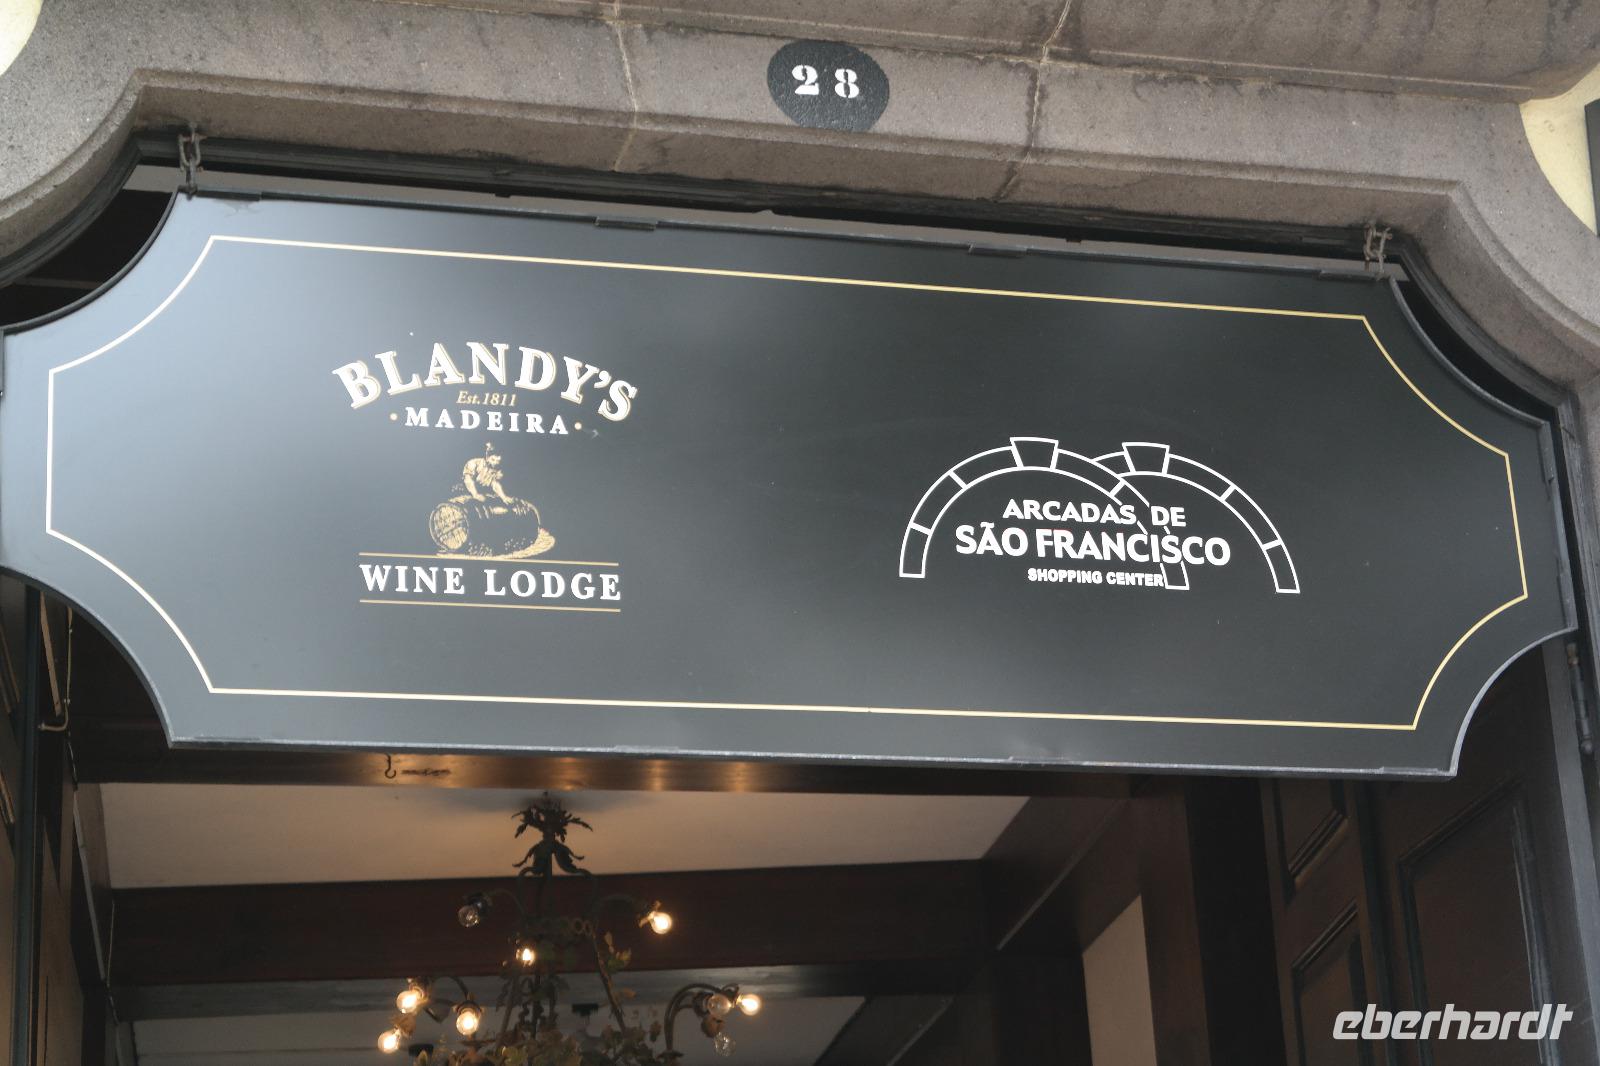 28
BLANDY'S
Est.1811
·MADEIRA·
WINE LODGE
ARCADAS DE
SÃO FRANCISCO
SHOPPING CENTER
eberhardt